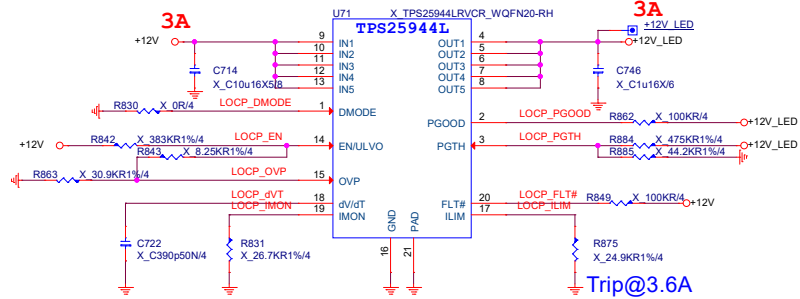 3A
U71 X_TPS25944LRVCR_WQFN20-RH
3A
+12V_LED
TPS25944L
+12V
9 IN1 OUT1 4
+12V_LED
10 IN2 OUT2 5
11 IN3 OUT3 6
12 IN4 OUT4 7
13 IN5 OUT5 8
C714
X_C10u16X5/8
C746
X_C1u16X/6
R830 X_0R/4
LOCP_DMODE
1 DMODE
PGOOD 2
LOCP_PGOOD
R862 X_100KR/4
+12V_LED
+12V
R842 X_383KR1%/4
LOCP_EN
14 EN/ULVO
PGTH 3
LOCP_PGTH
R884 X_475KR1%/4
+12V_LED
R843 X_8.25KR1%/4
R885 X_44.2KR1%/4
R863 X_30.9KR1%/4
LOCP_OVP
15 OVP
LOCP_dVT
18 dV/dT
FLT# 20
LOCP_FLT#
R849 X_100KR/4
+12V
LOCP_IMON
19 IMON
ILIM 17
LOCP_ILIM
GND
PAD
16
21
C722
X_C390p50N/4
R831
X_26.7KR1%/4
R875
X_24.9KR1%/4
Trip@3.6A